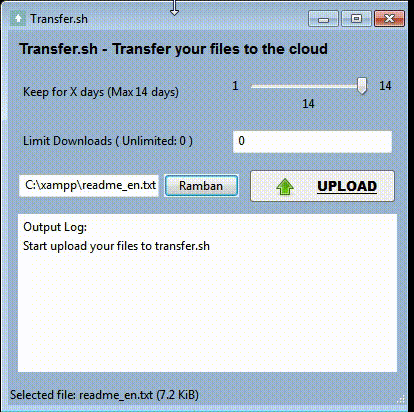 Transfer.sh
Transfer.sh - Transfer your files to the cloud
Keep for X days (Max 14 days)
1
14
14
Limit Downloads ( Unlimited: 0 )
0
C:\xampp\readme_en.txt
Ramban
UPLOAD
Output Log:
Start upload your files to transfer.sh
Selected file: readme_en.txt (7.2 KiB)